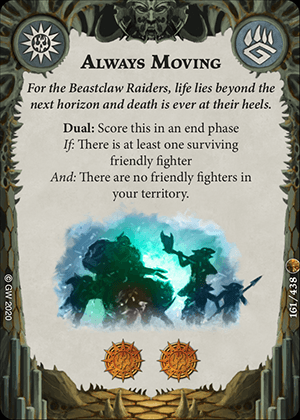 ALWAYS MOVING
For the Beastclaw Raiders, life lies beyond the
next horizon and death is ever at their heels.
Dual: Score this in an end phase
If: There is at least one surviving
friendly fighter
And: There are no friendly fighters in
your territory.
© GW 2020
161/438